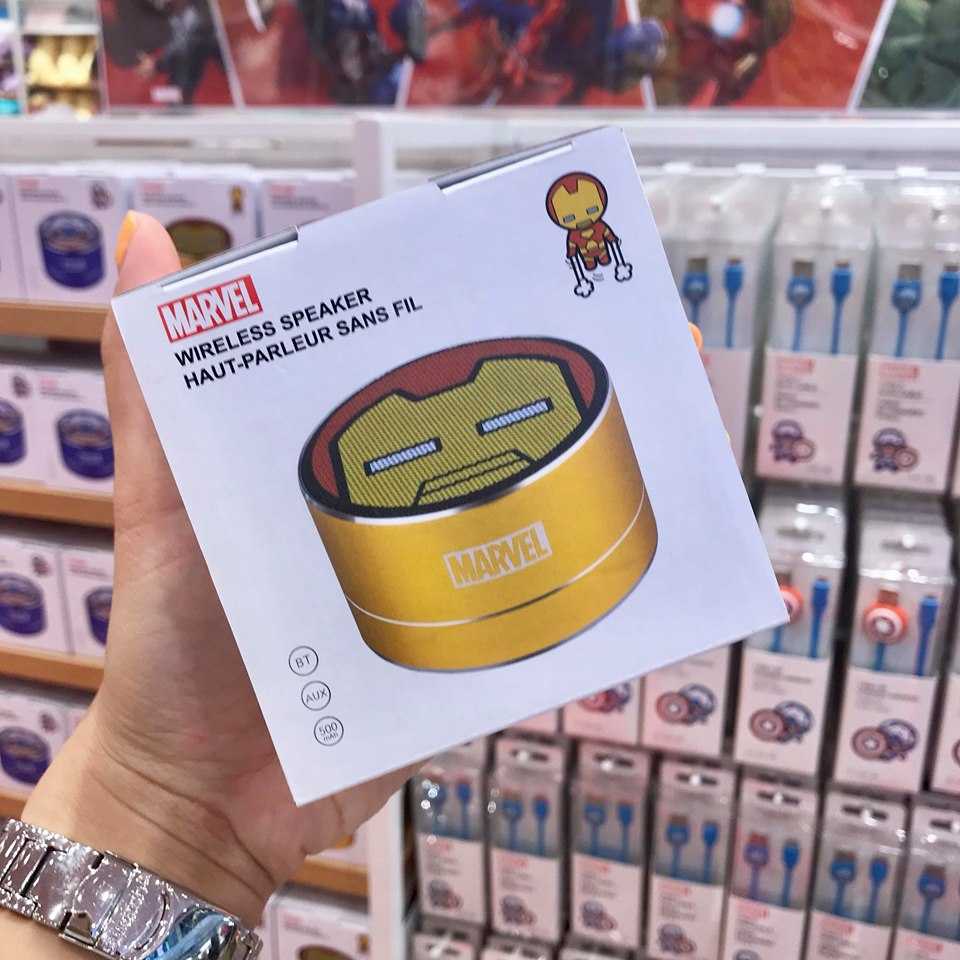 MARVEL
WIRELESS SPEAKER
HAUT-PARLEUR SANS FIL
MARVEL
BT
AUX
500
mAh